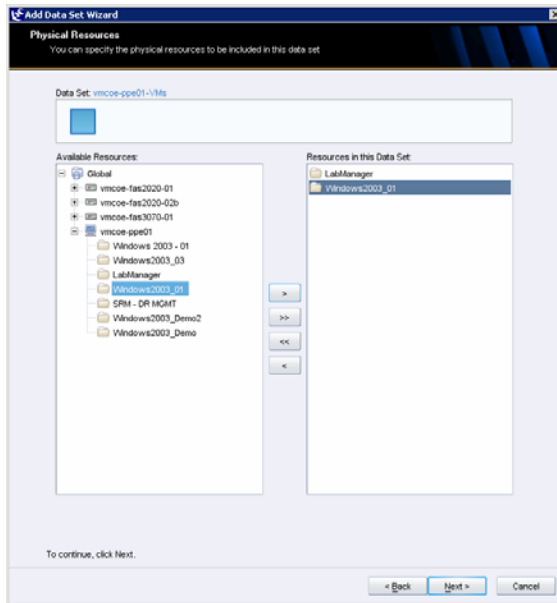 Add Data Set Wizard
Physical Resources
You can specify the physical resources to be included in this data set
Data Set: vmcoe-ppe01-VMs
Available Resources:
Global
vmcoe-fas2020-01
vmcoe-fas2020-02b
vmcoe-fas3070-01
vmcoe-ppe01
Windows 2003 - 01
Windows2003_03
LabManager
Windows2003_01
SRM - DR MGMT
Windows2003_Demo2
Windows2003_Demo
>
>>
<<
<
Resources in this Data Set:
LabManager
Windows2003_01
To continue, click Next.
< Back Next > Cancel